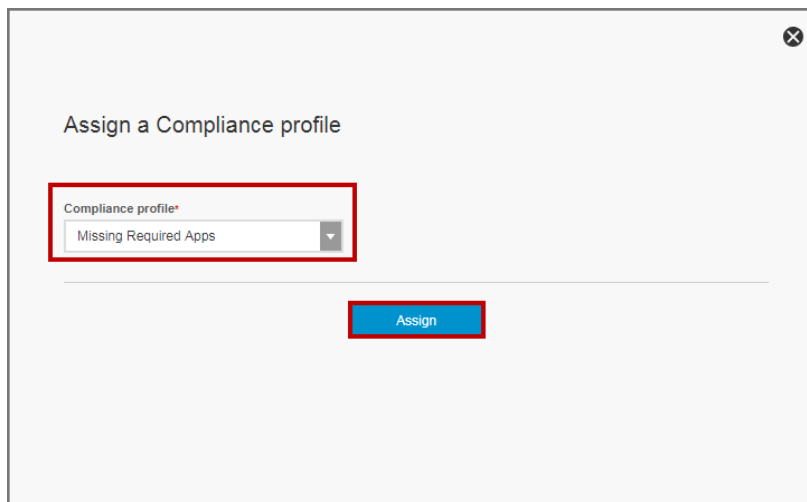 Assign a Compliance profile
Compliance profile*
Missing Required Apps
Assign